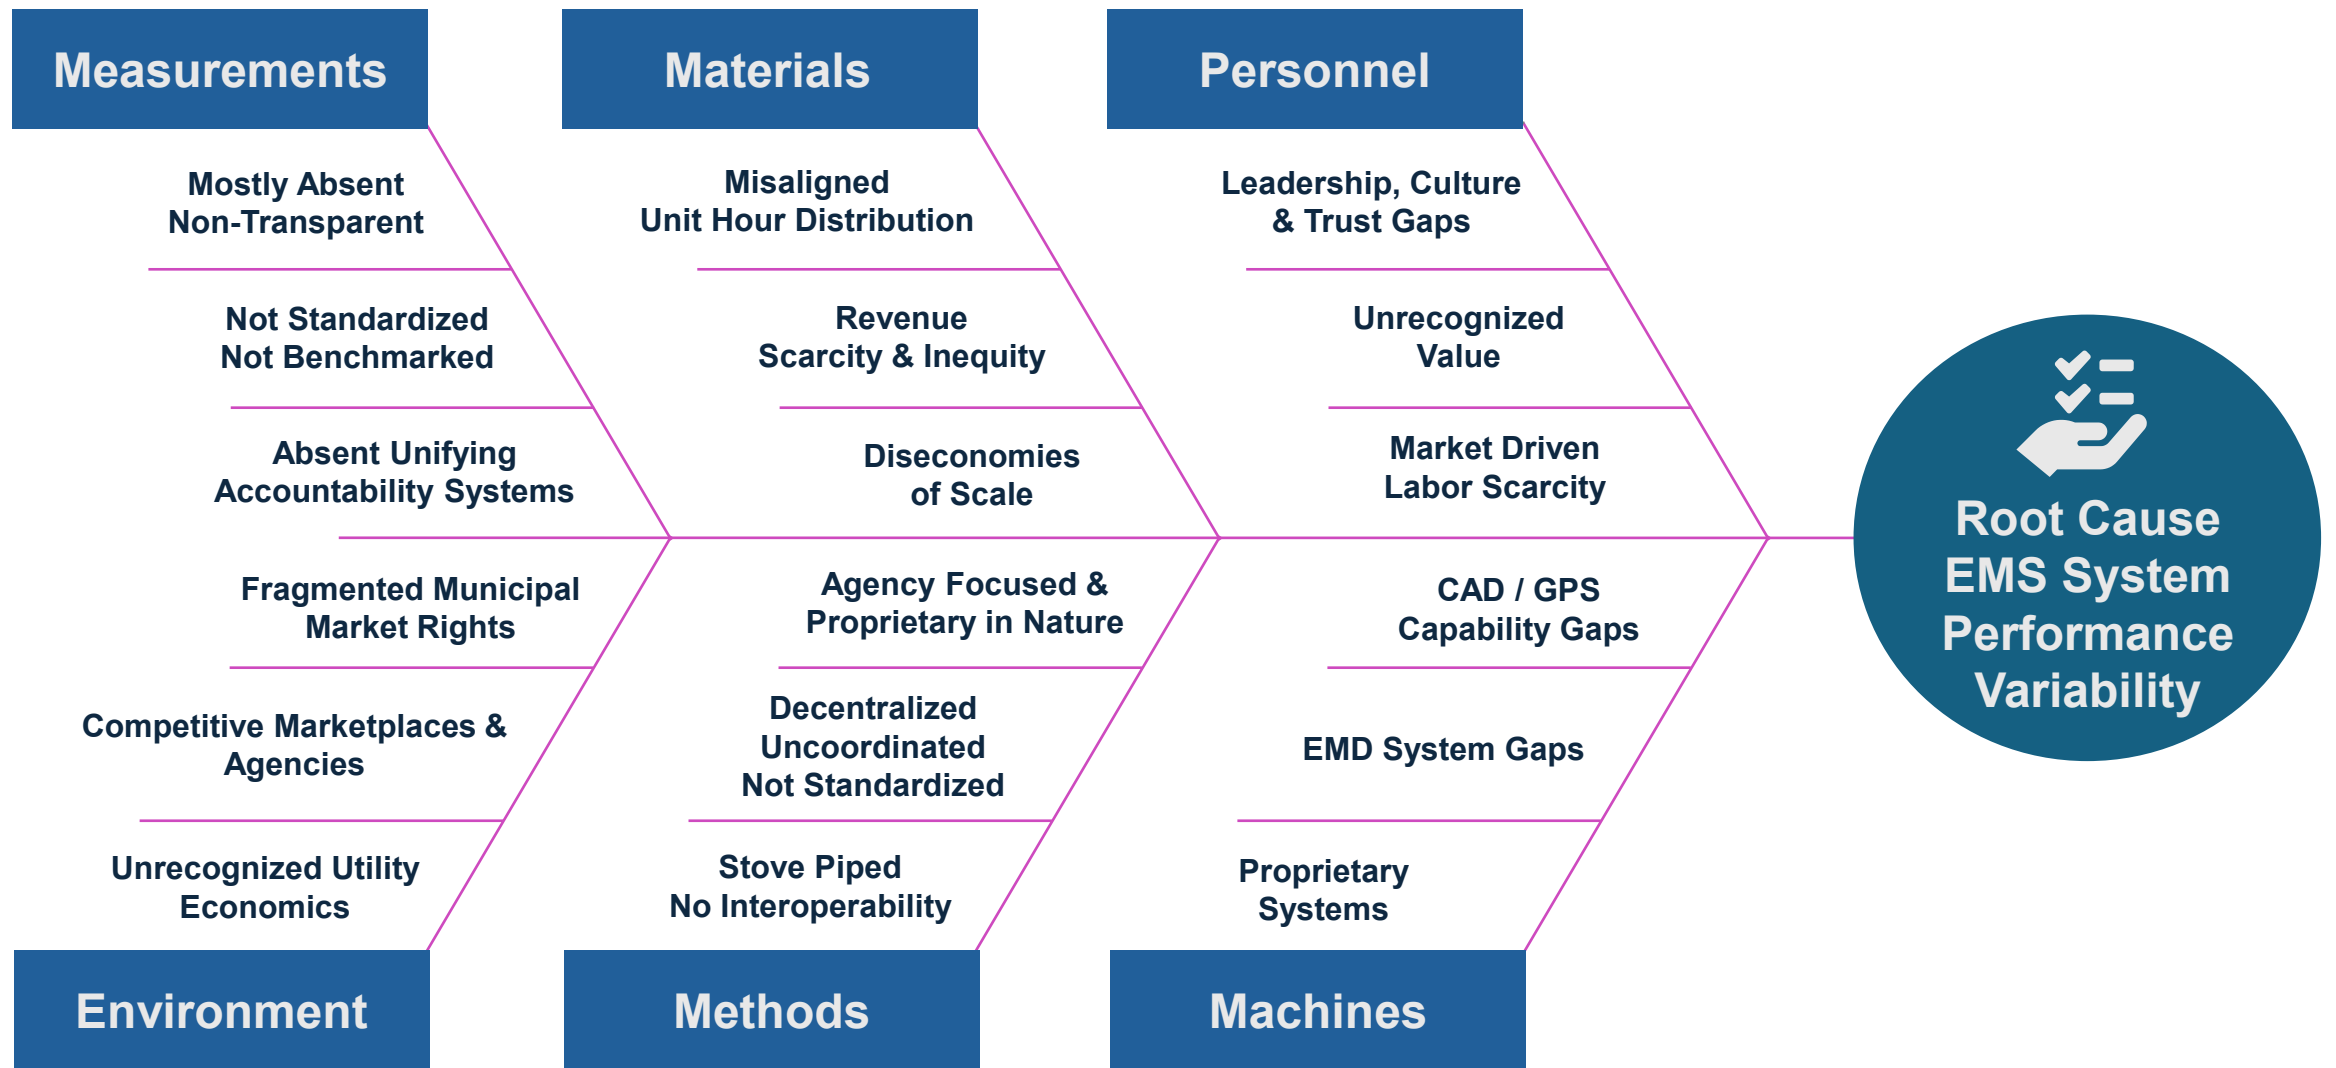 Measurements
Materials
Personnel
Mostly Absent
Non-Transparent
Misaligned
Unit Hour Distribution
Leadership, Culture
& Trust Gaps
Not Standardized
Not Benchmarked
Revenue
Scarcity & Inequity
Unrecognized
Value
Absent Unifying
Accountability Systems
Diseconomies
of Scale
Market Driven
Labor Scarcity
Root Cause
EMS System
Performance
Variability
Fragmented Municipal
Market Rights
Agency Focused &
Proprietary in Nature
CAD / GPS
Capability Gaps
Competitive Marketplaces &
Agencies
Decentralized
Uncoordinated
Not Standardized
EMD System Gaps
Unrecognized Utility
Economics
Stove Piped
No Interoperability
Proprietary
Systems
Environment
Methods
Machines